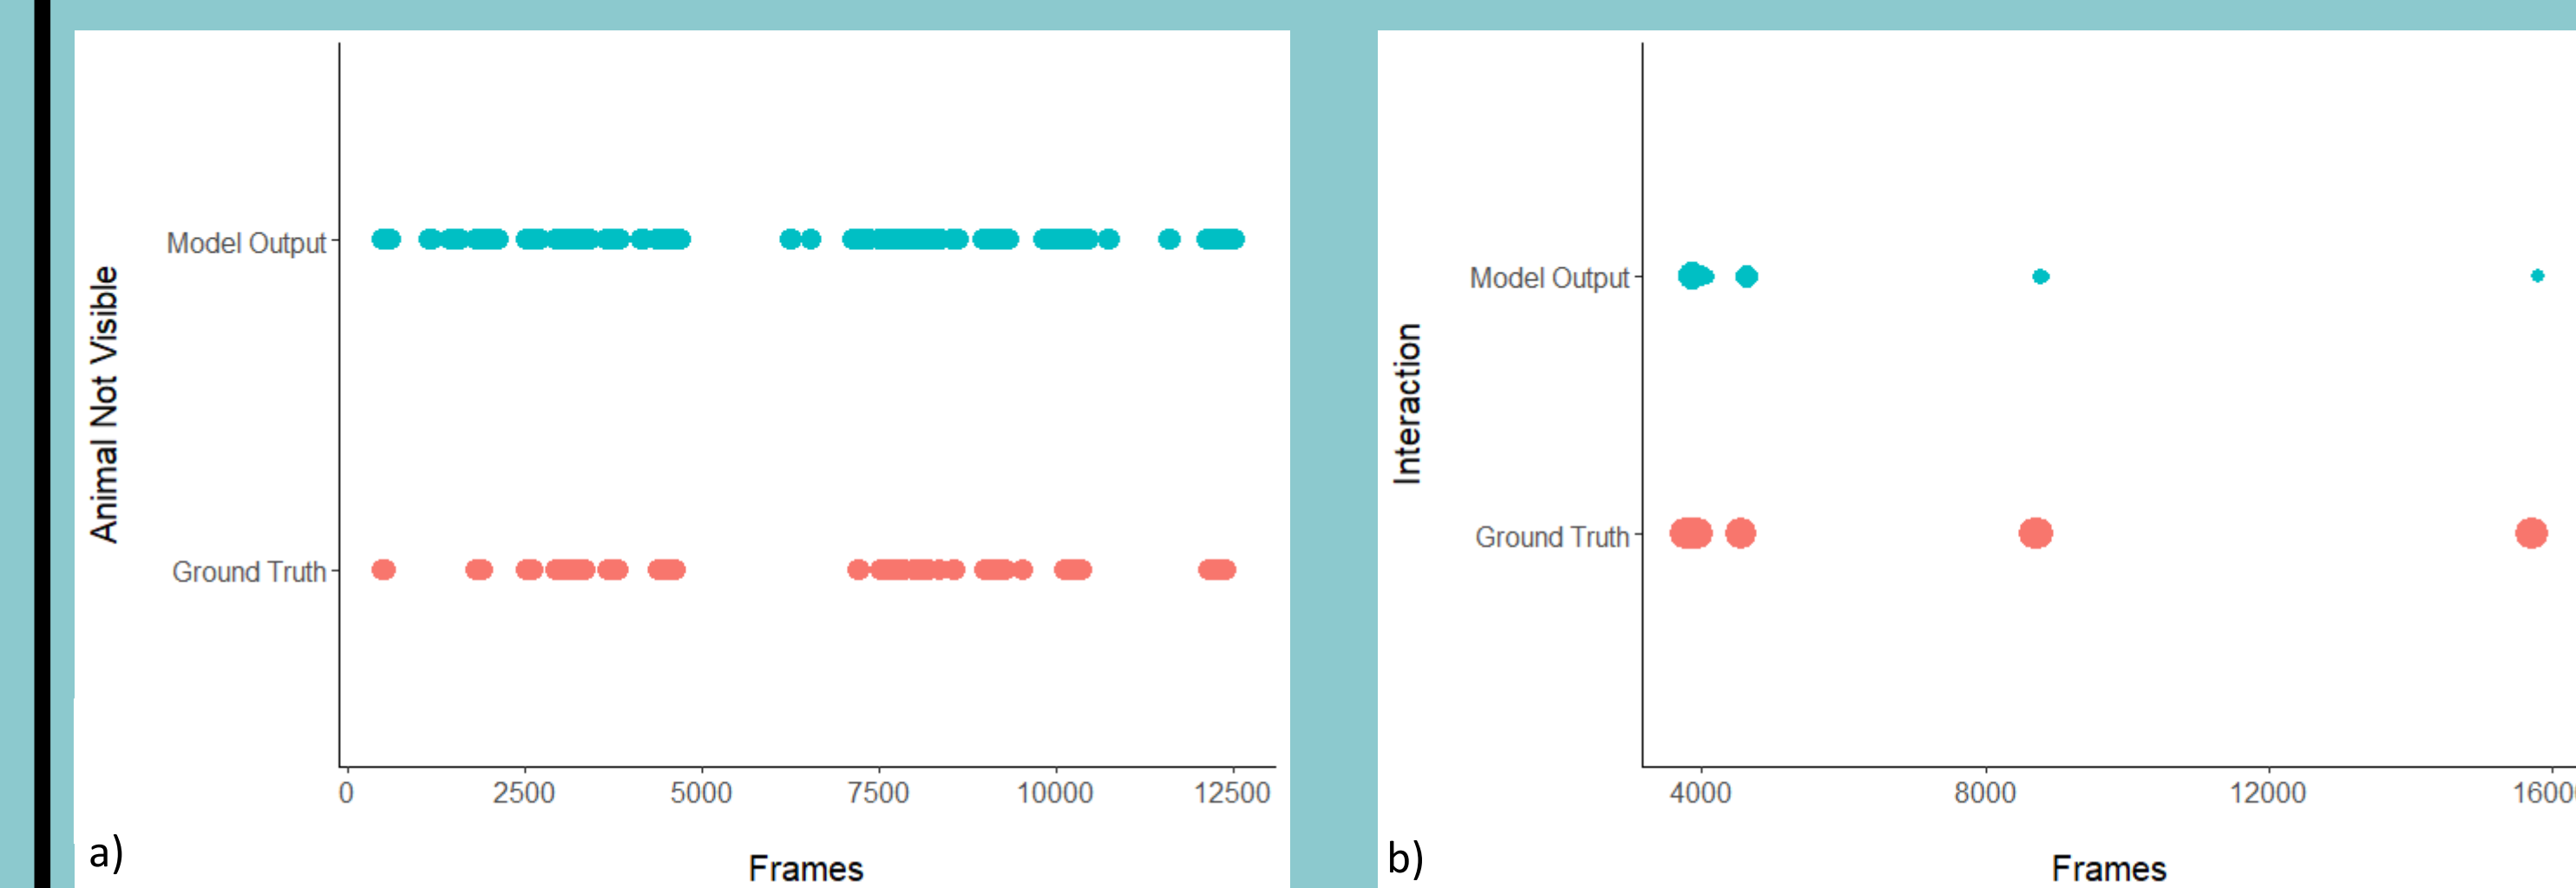 Animal Not Visible
Model Output
Ground Truth
0 2500 5000 7500 10000 12500
Frames
a)
Interaction
Model Output
Ground Truth
4000 8000 12000 1600
Frames
b)